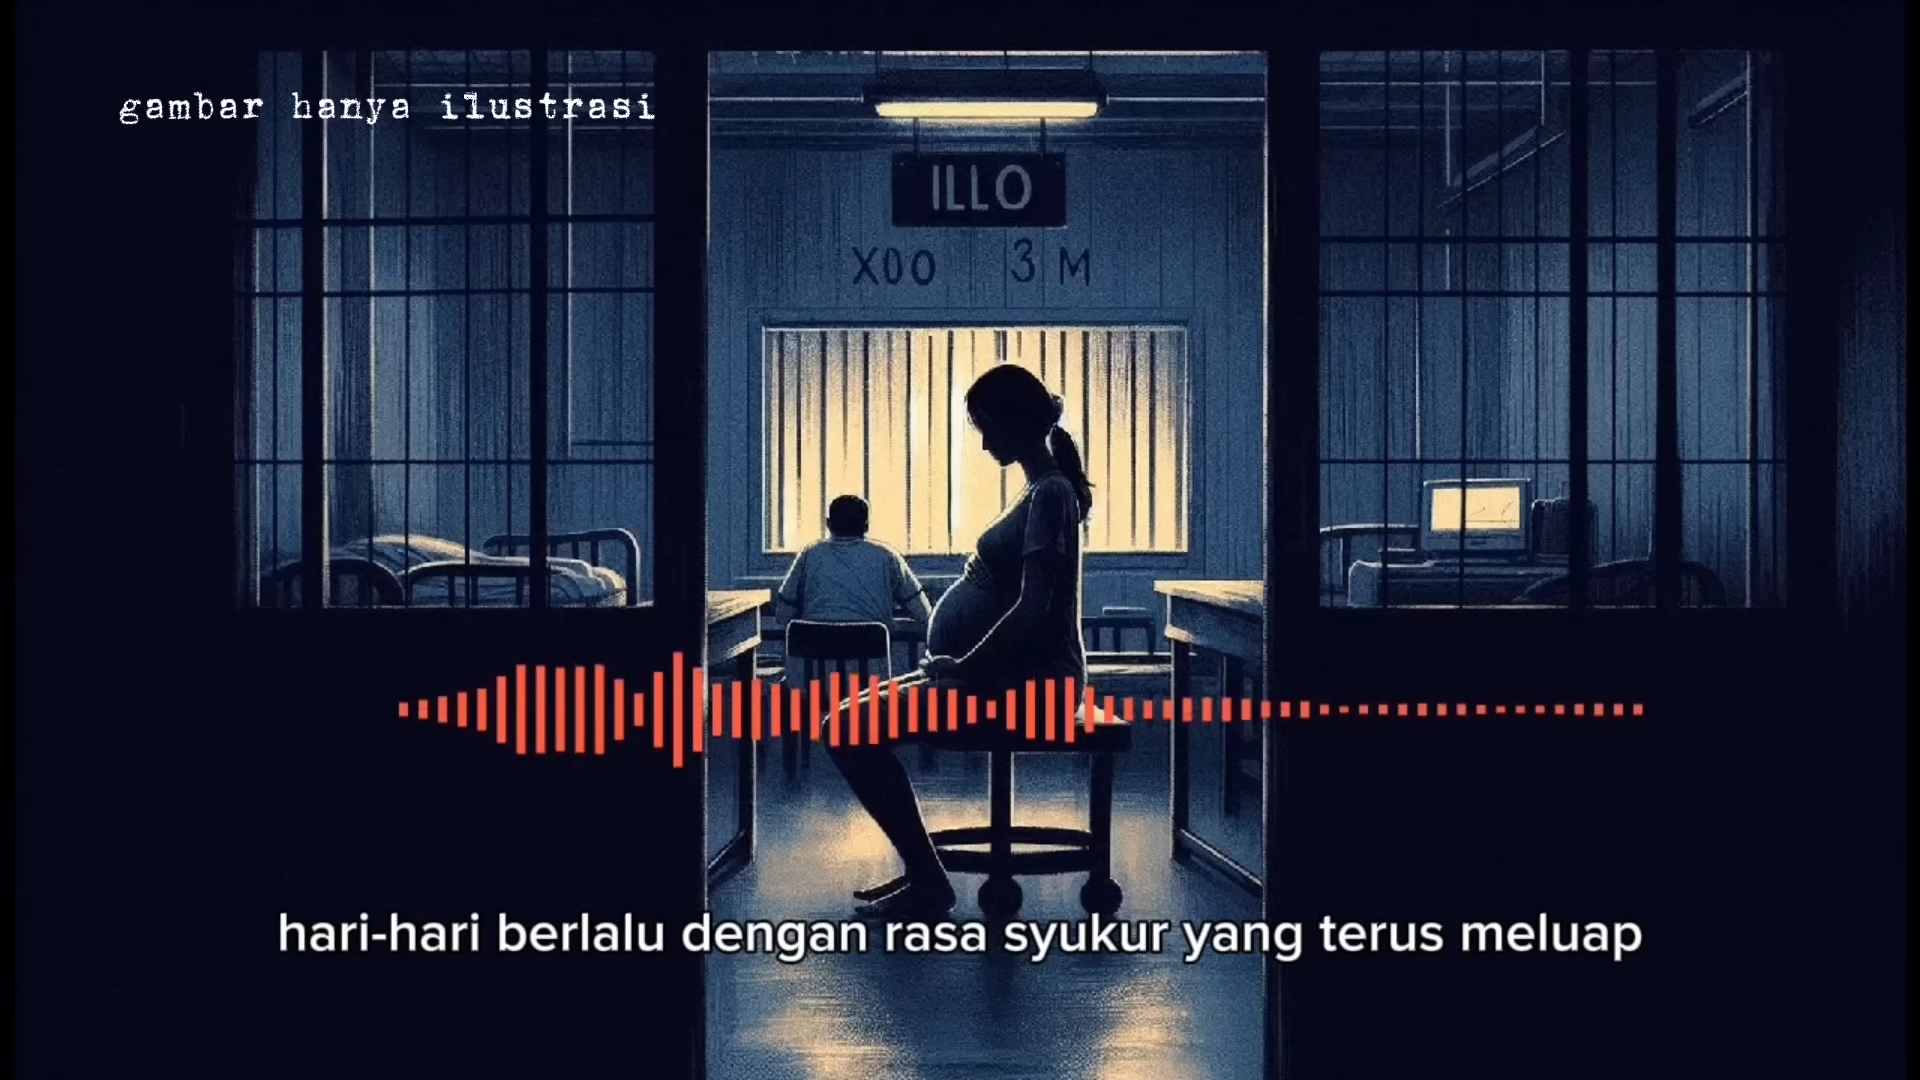 gambar hanya ilustrasi
ILLO
X00 3 M
hari-hari berlalu dengan rasa syukur yang terus meluap